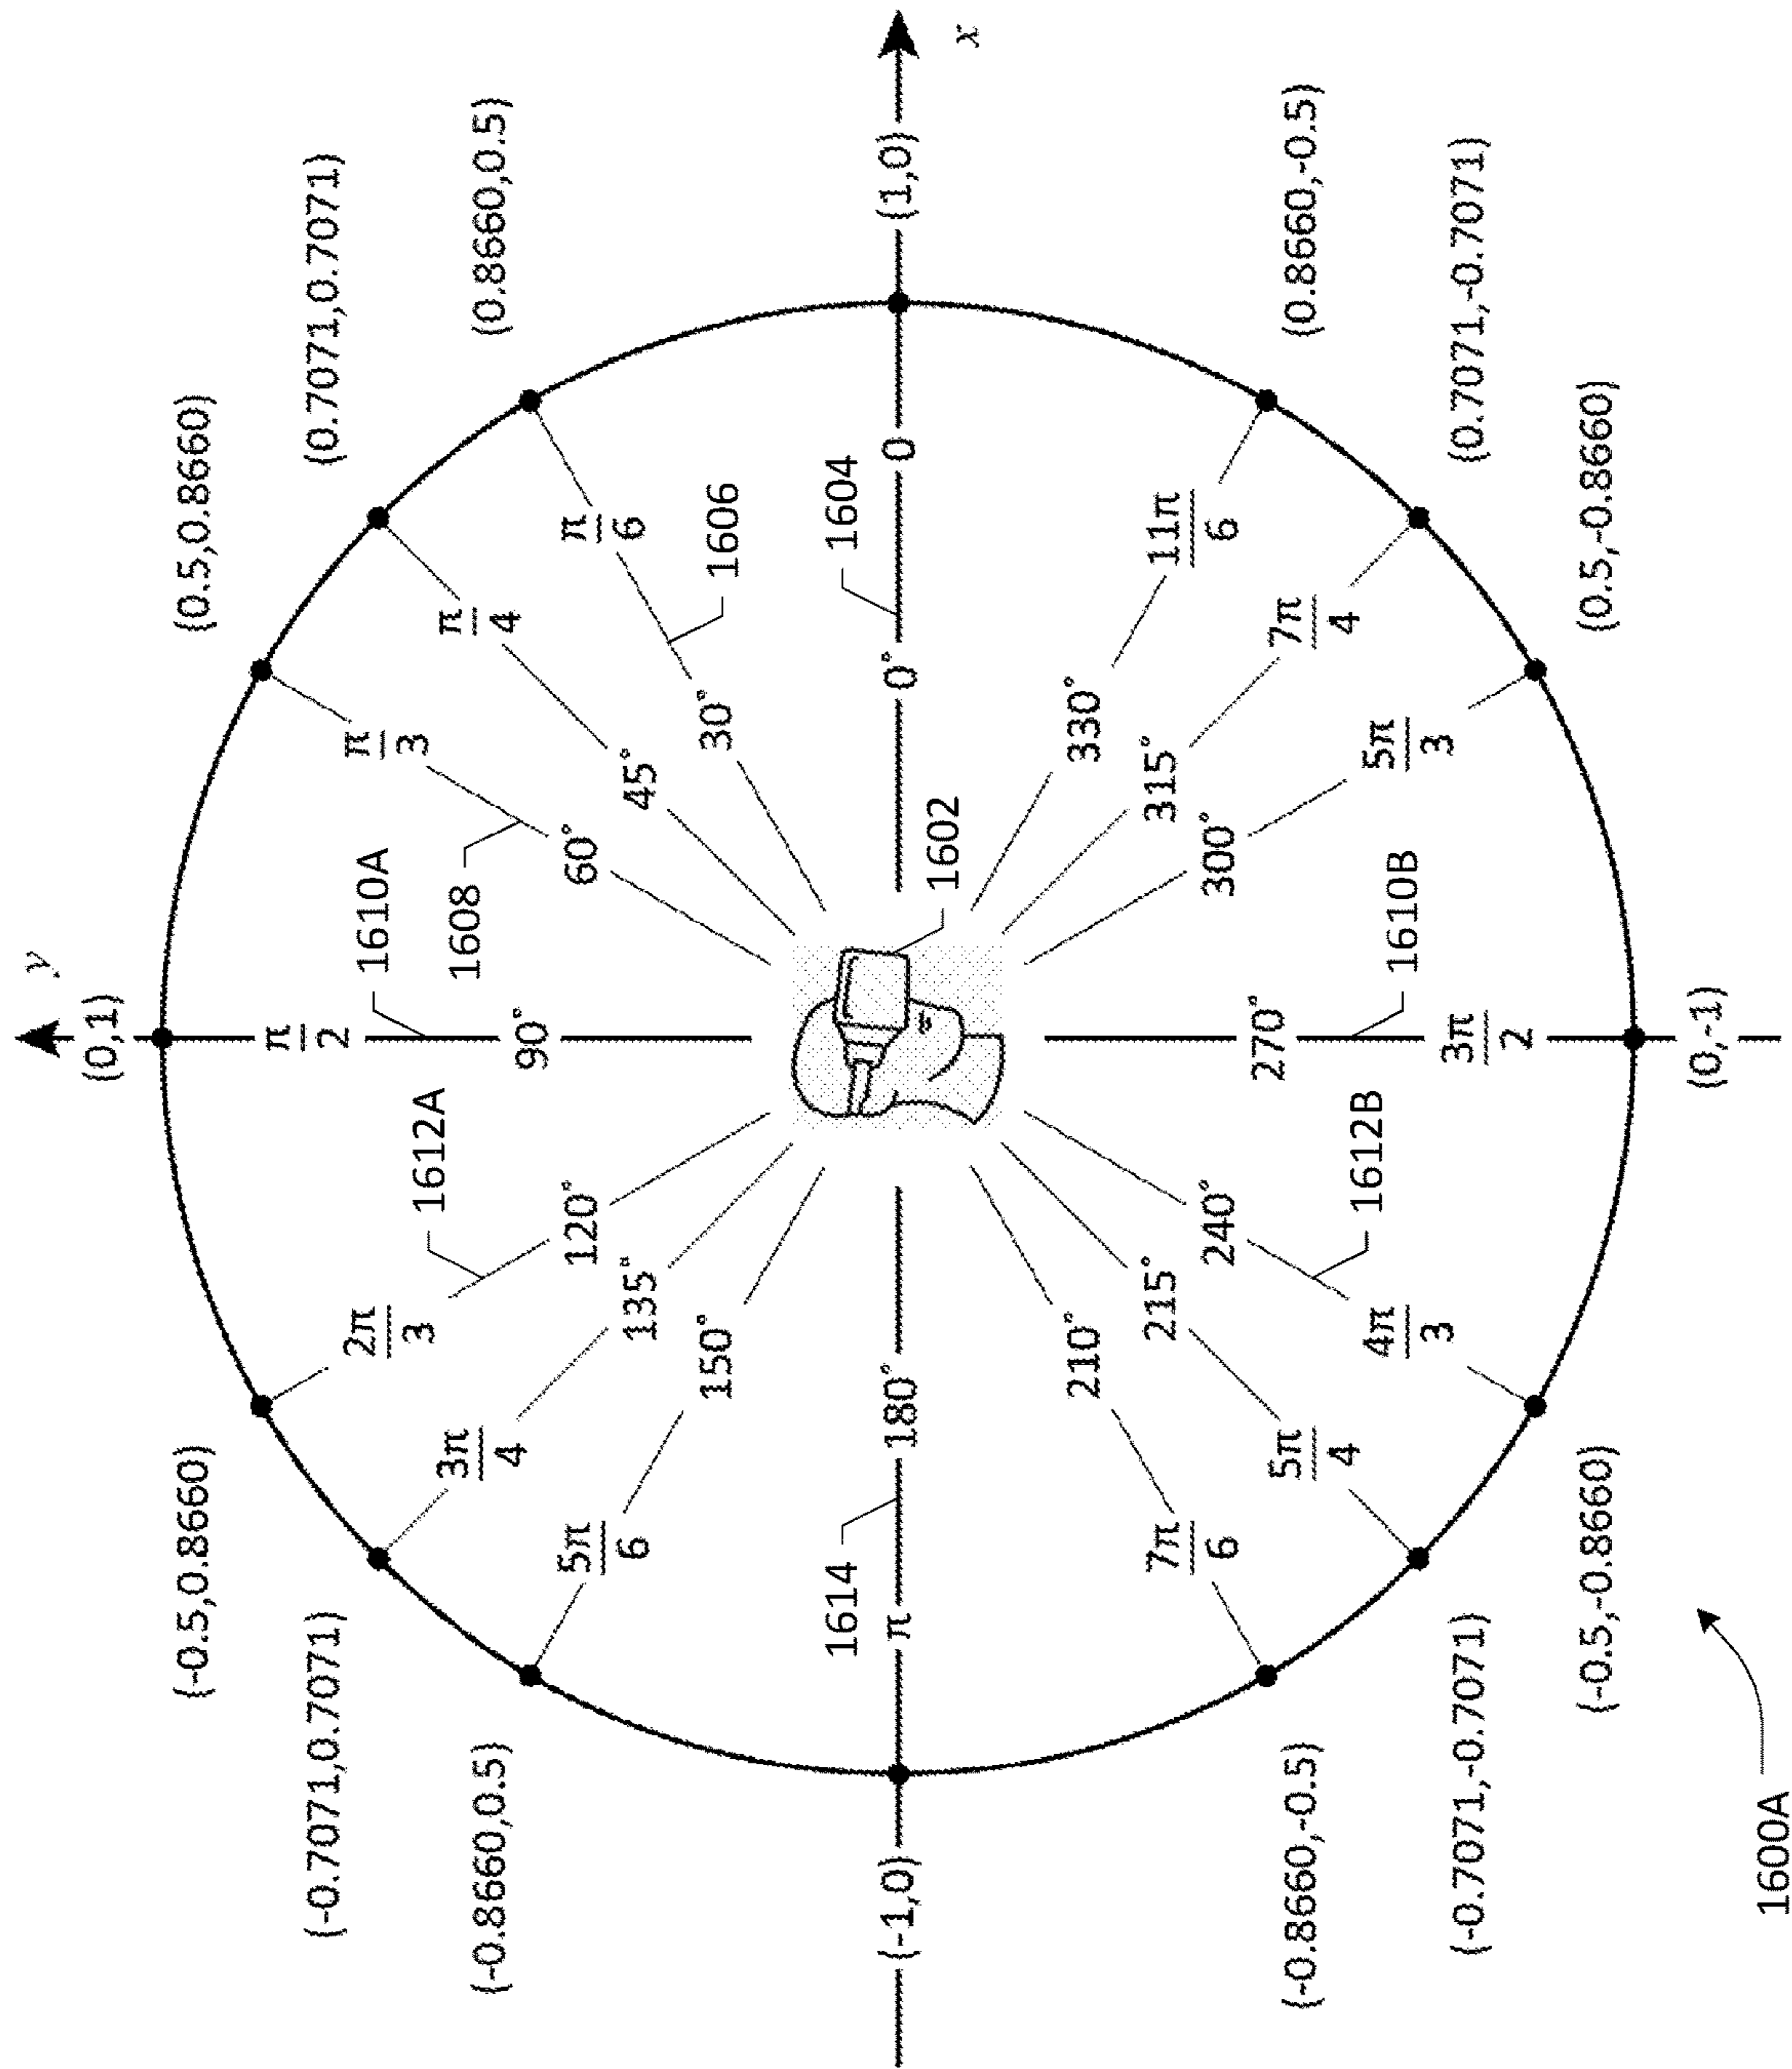 y
(0,1)
(-0.5,0.8660)
(0.5,0.8660)
(-0.7071,0.7071)
(0.7071,0.7071)
(-0.8660,0.5)
(0.8660,0.5)
π/2
1610A
2π/3
1612A
1608
π/3
3π/4
π/4
90°
120°
60°
5π/6
π/6
135°
45°
1606
150°
30°
1614
1604
(-1,0)
π
180°
0°
0
(1,0)
x
1602
210°
330°
7π/6
11π/6
215°
315°
240°
300°
270°
5π/4
7π/4
1612B
1610B
4π/3
5π/3
3π/2
(-0.8660,-0.5)
(0.8660,-0.5)
(-0.7071,-0.7071)
(0.7071,-0.7071)
(-0.5,-0.8660)
(0.5,-0.8660)
(0,-1)
1600A